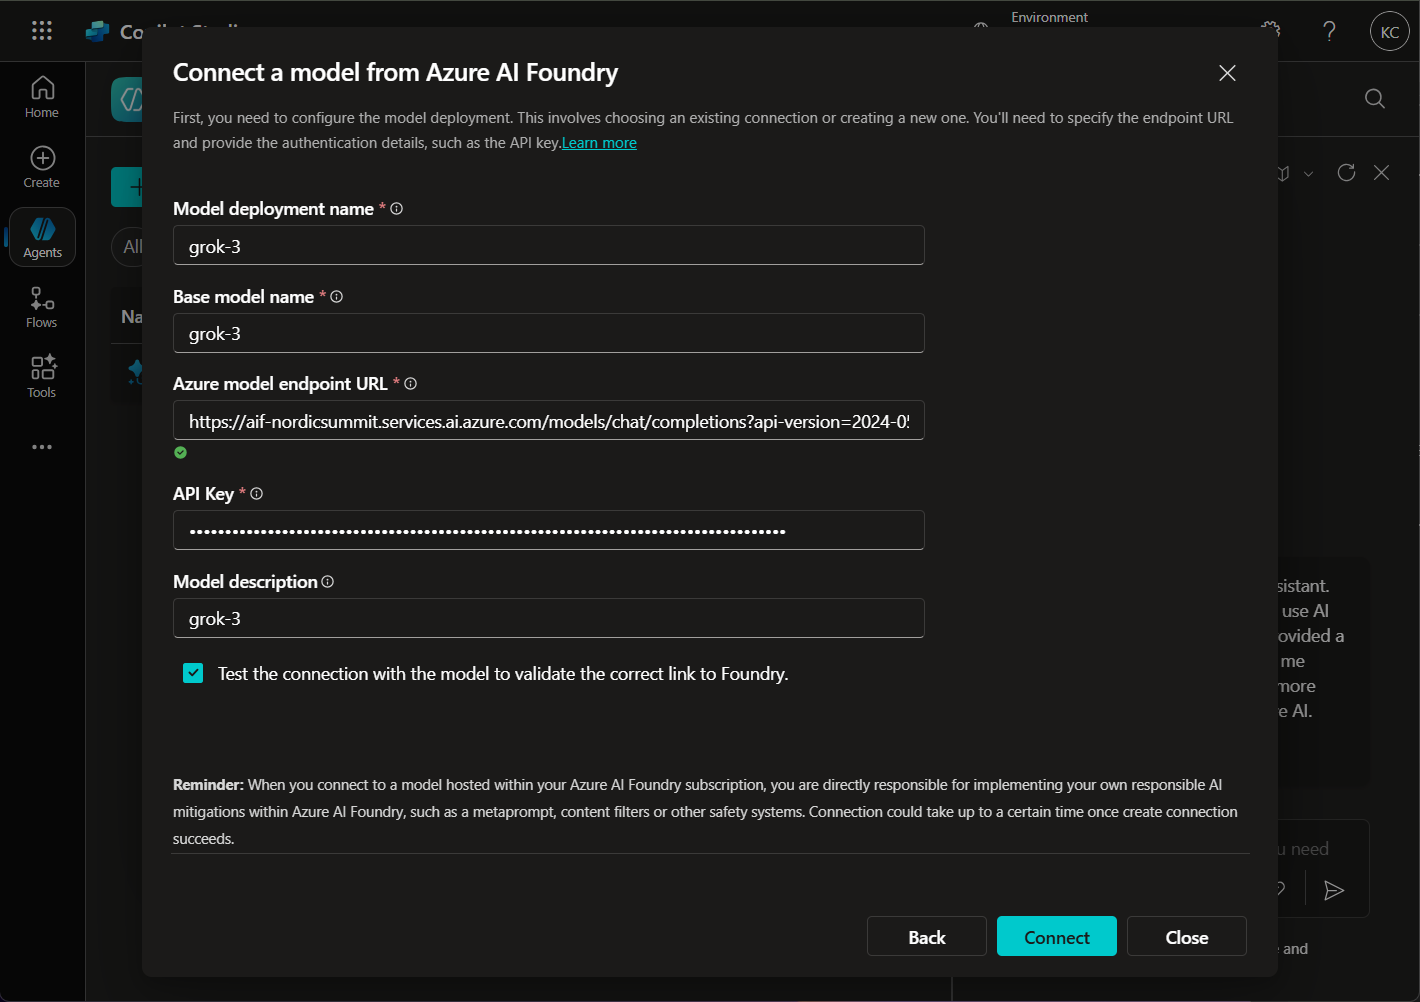 Environment
KC
Connect a model from Azure AI Foundry
First, you need to configure the model deployment. This involves choosing an existing connection or creating a new one. You'll need to specify the endpoint URL
and provide the authentication details, such as the API key.Learn more
Home
Create
Agents
Flows
Tools
All
Model deployment name *
grok-3
Base model name *
grok-3
Azure model endpoint URL *
https://aif-nordicsummit.services.ai.azure.com/models/chat/completions?api-version=2024-05
API Key *
Model description
grok-3
Test the connection with the model to validate the correct link to Foundry.
use AI
me
more
AI.
Reminder: When you connect to a model hosted within your Azure AI Foundry subscription, you are directly responsible for implementing your own responsible AI
mitigations within Azure AI Foundry, such as a metaprompt, content filters or other safety systems. Connection could take up to a certain time once create connection
succeeds.
need
Back
Connect
Close
and